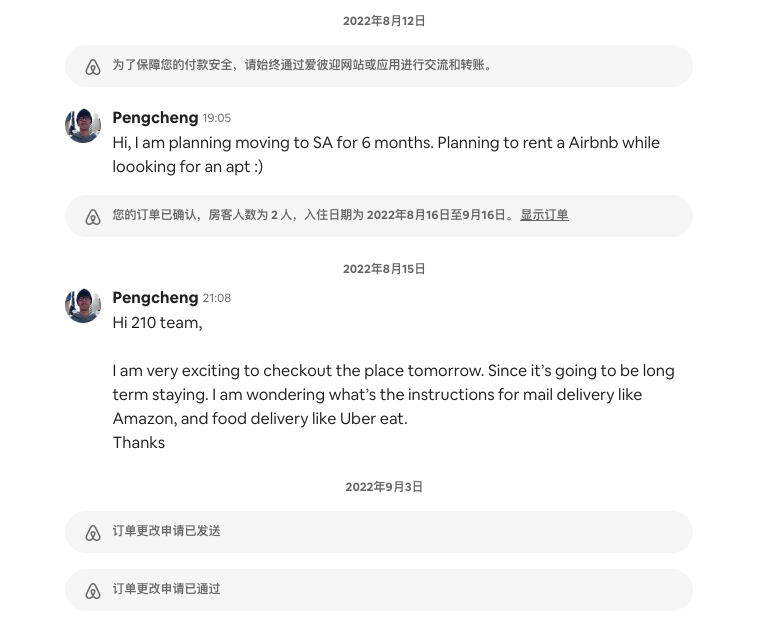 2022年8月12日
为了保障您的付款安全，请始终通过爱彼迎网站或应用进行交流和转账。
Pengcheng 19:05
Hi, I am planning moving to SA for 6 months. Planning to rent a Airbnb while
loooking for an apt :)
您的订单已确认，房客人数为 2 人，入住日期为 2022年8月16日至9月16日。 显示订单
2022年8月15日
Pengcheng 21:08
Hi 210 team,
I am very exciting to checkout the place tomorrow. Since it’s going to be long
term staying. I am wondering what’s the instructions for mail delivery like
Amazon, and food delivery like Uber eat.
Thanks
2022年9月3日
订单更改申请已发送
订单更改申请已通过